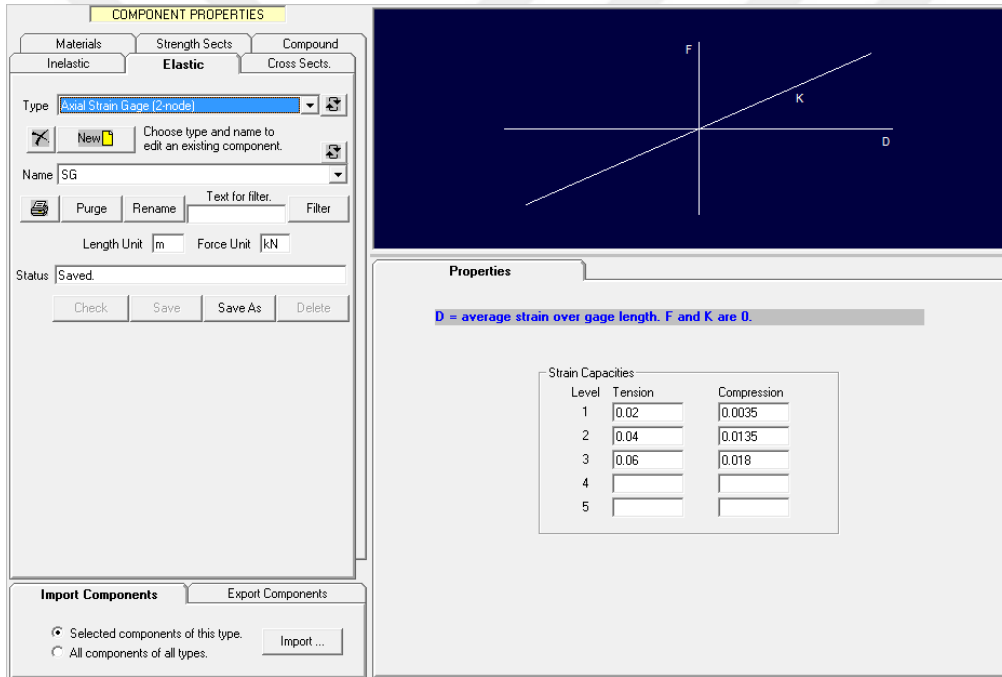 COMPONENT PROPERTIES
Materials Strength Sects Compound
Inelastic Elastic Cross Sects.
Type Axial Strain Gage (2-node)
New Choose type and name to
edit an existing component.
Name SG
Text for filter.
Purge Rename Filter
Length Unit m Force Unit kN
Status Saved.
Check Save Save As Delete
Import Components Export Components
Selected components of this type.
All components of all types.
Import ...
F
K
D
Properties
D = average strain over gage length. F and K are 0.
Strain Capacities
Level Tension Compression
1 0.02 0.0035
2 0.04 0.0135
3 0.06 0.018
4
5